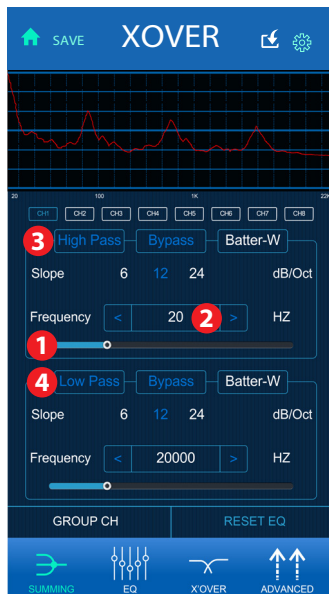 SAVE XOVER
20 100 1K 22K
CH1 CH2 CH3 CH4 CH5 CH6 CH7 CH8
3 High Pass Bypass Batter-W
Slope 6 12 24 dB/Oct
Frequency < 20 2 > HZ
1
4 Low Pass Bypass Batter-W
Slope 6 12 24 dB/Oct
Frequency < 20000 > HZ
GROUP CH RESET EQ
SUMMING EQ X'OVER ADVANCED